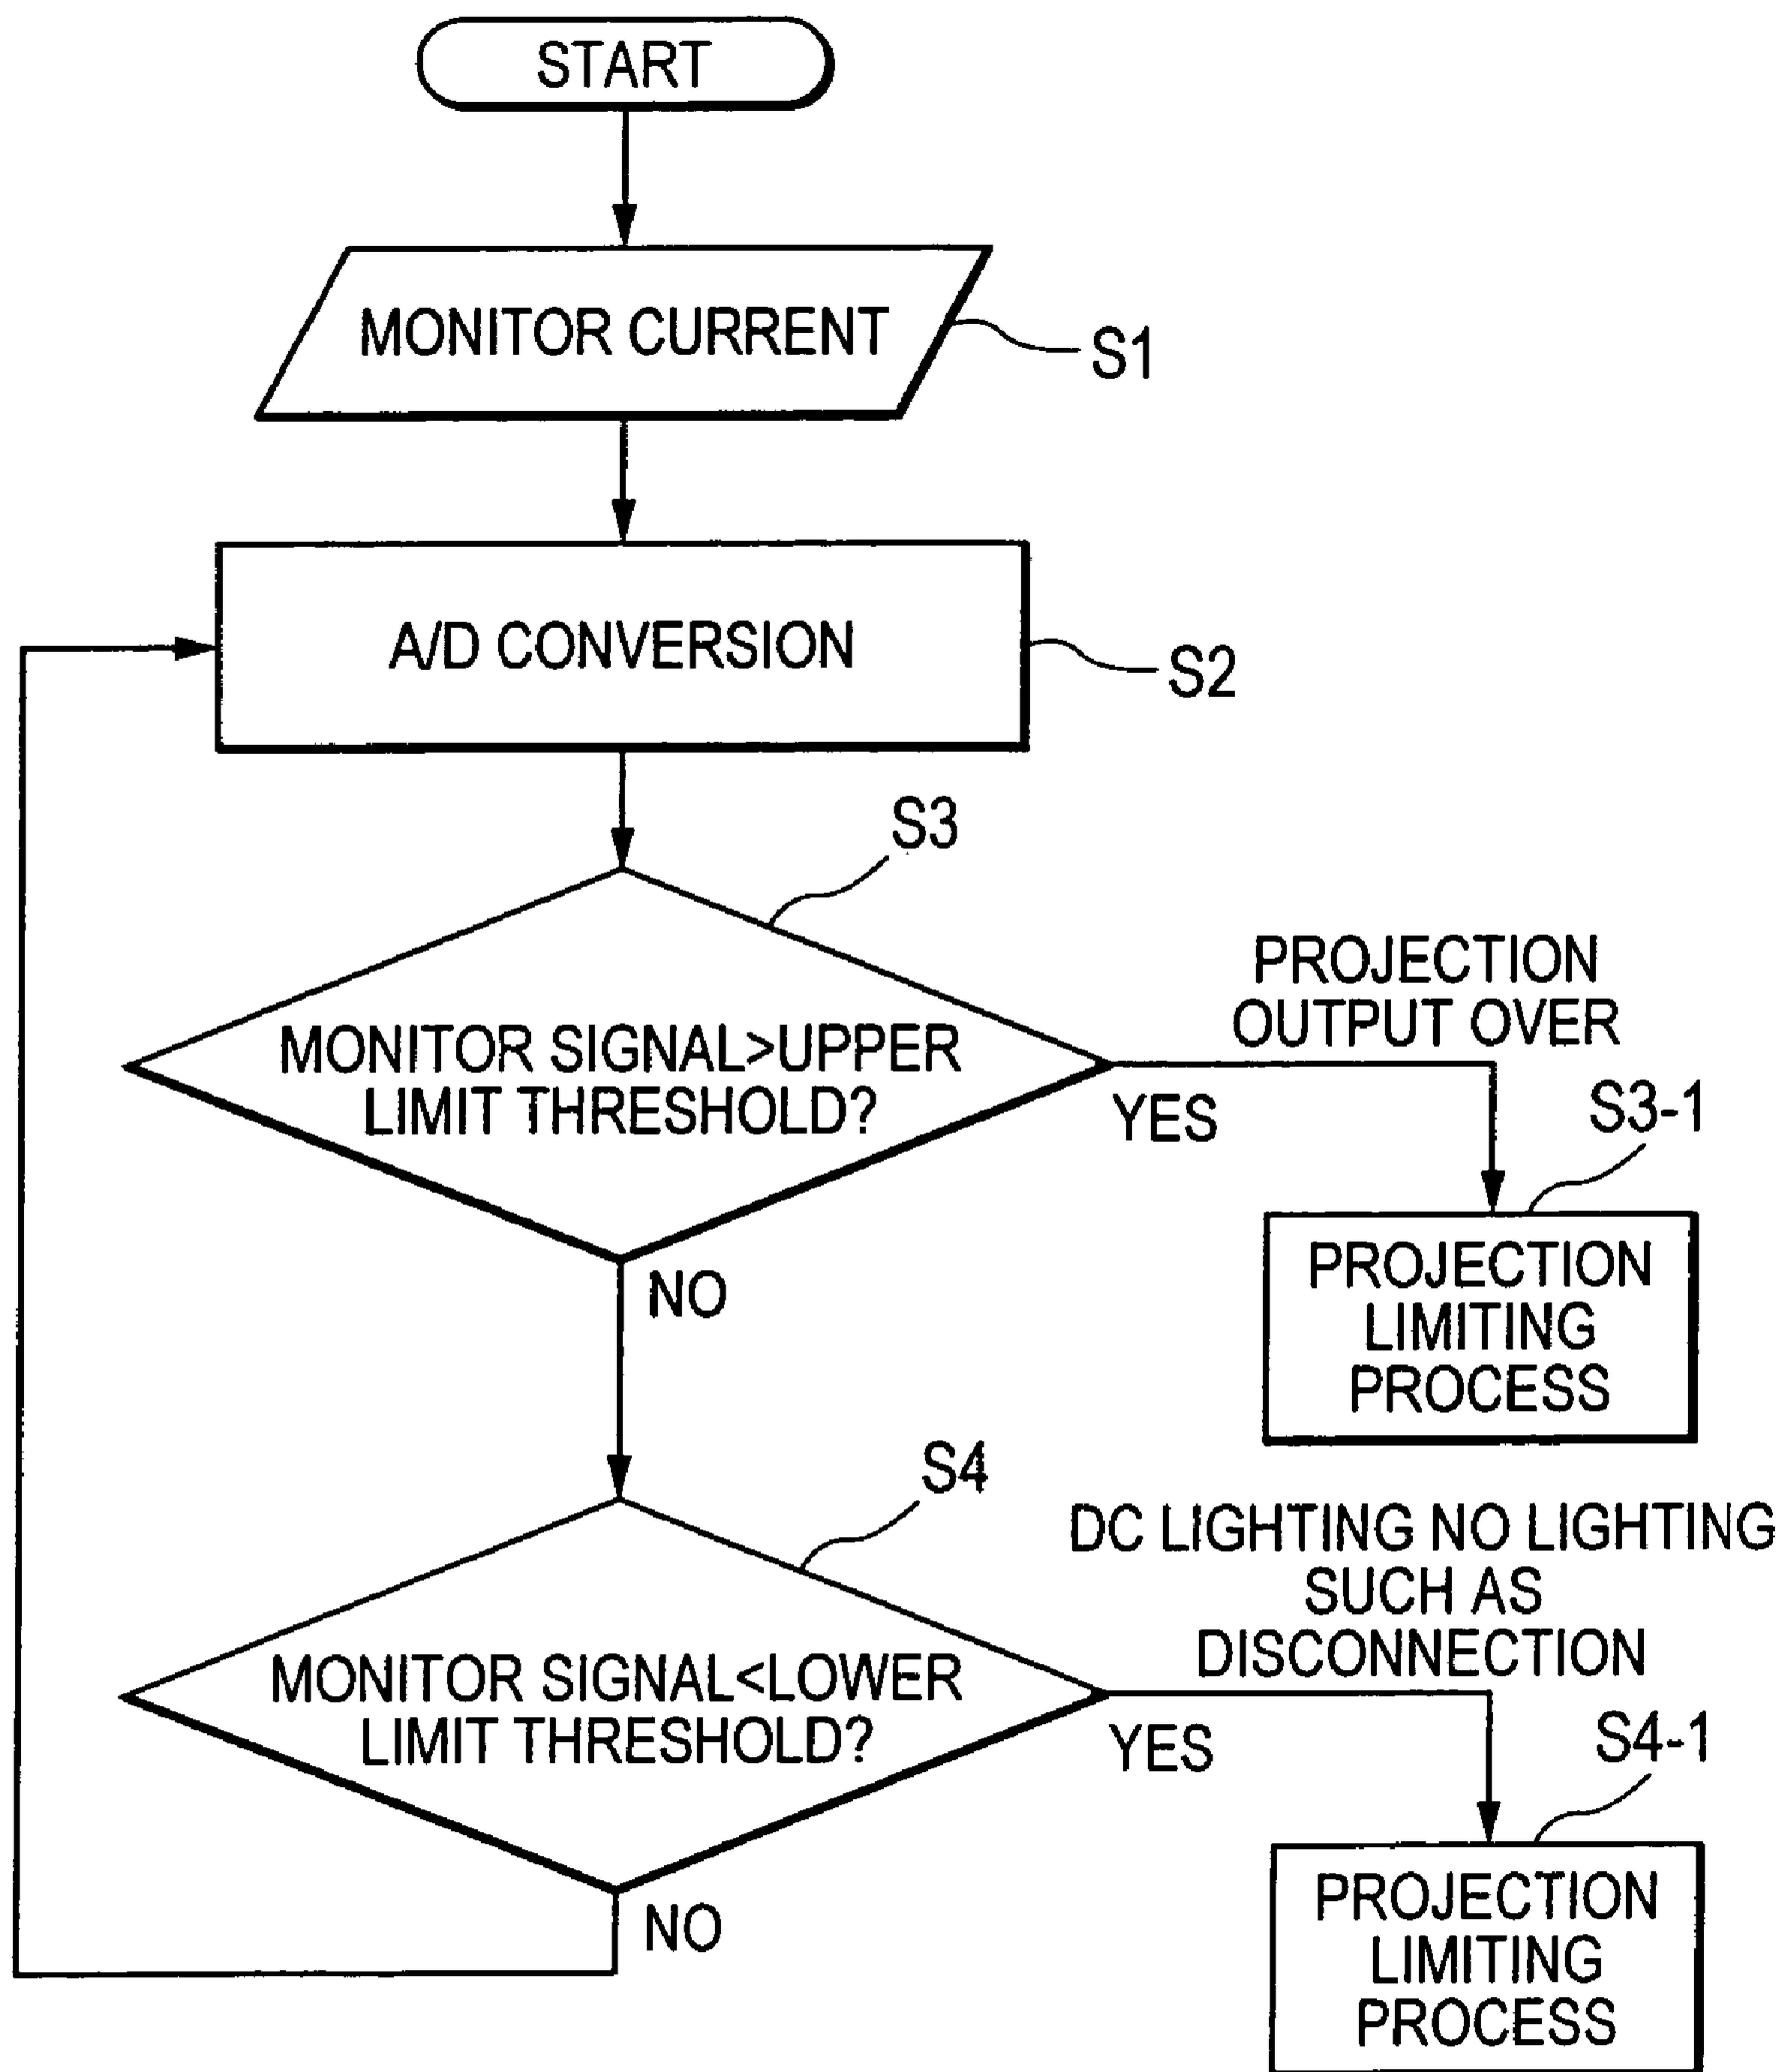 START
MONITOR CURRENT
S1
A/D CONVERSION
S2
S3
MONITOR SIGNAL>UPPER
LIMIT THRESHOLD?
PROJECTION
OUTPUT OVER
YES
S3-1
PROJECTION
LIMITING
PROCESS
NO
S4
MONITOR SIGNAL<LOWER
LIMIT THRESHOLD?
DC LIGHTING NO LIGHTING
SUCH AS
DISCONNECTION
YES
S4-1
PROJECTION
LIMITING
PROCESS
NO